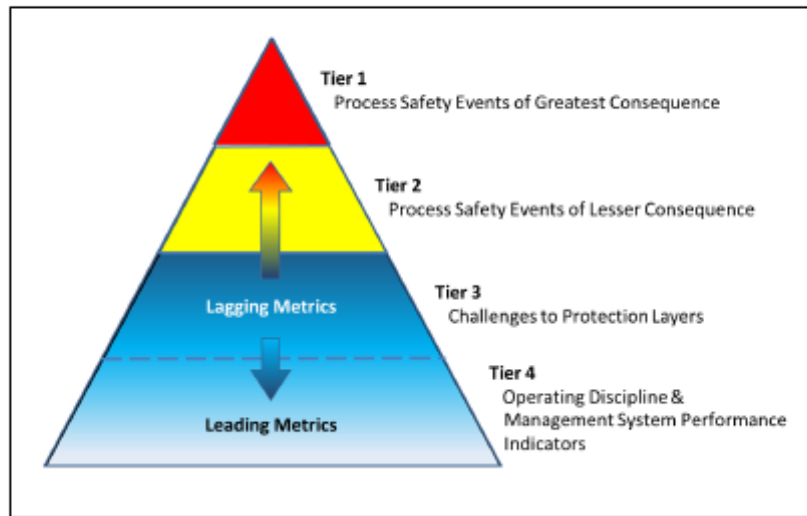 Tier 1
Process Safety Events of Greatest Consequence
Tier 2
Process Safety Events of Lesser Consequence
Lagging Metrics
Tier 3
Challenges to Protection Layers
Tier 4
Operating Discipline &
Management System Performance
Indicators
Leading Metrics